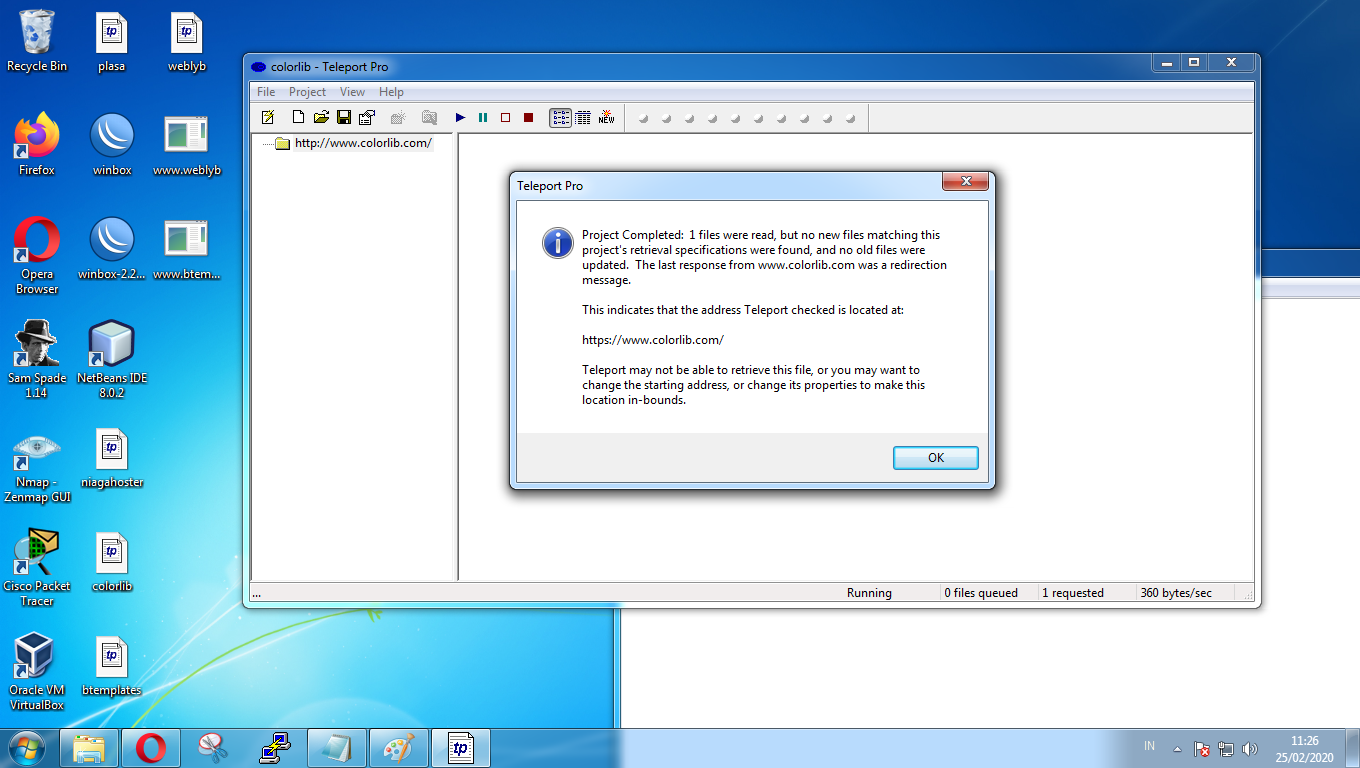 Recycle Bin
plasa
weblyb
Firefox
winbox
www.weblyb
Opera Browser
winbox-2.2...
www.btem...
Sam Spade 1.14
NetBeans IDE 8.0.2
Nmap - Zenmap GUI
niagahoster
Cisco Packet Tracer
colorlib
Oracle VM VirtualBox
btemplates
colorlib - Teleport Pro
File Project View Help
NEW
http://www.colorlib.com/
Teleport Pro
Project Completed: 1 files were read, but no new files matching this
project's retrieval specifications were found, and no old files were
updated. The last response from www.colorlib.com was a redirection
message.
This indicates that the address Teleport checked is located at:
https://www.colorlib.com/
Teleport may not be able to retrieve this file, or you may want to
change the starting address, or change its properties to make this
location in-bounds.
OK
... Running 0 files queued 1 requested 360 bytes/sec
IN
11:26
25/02/2020